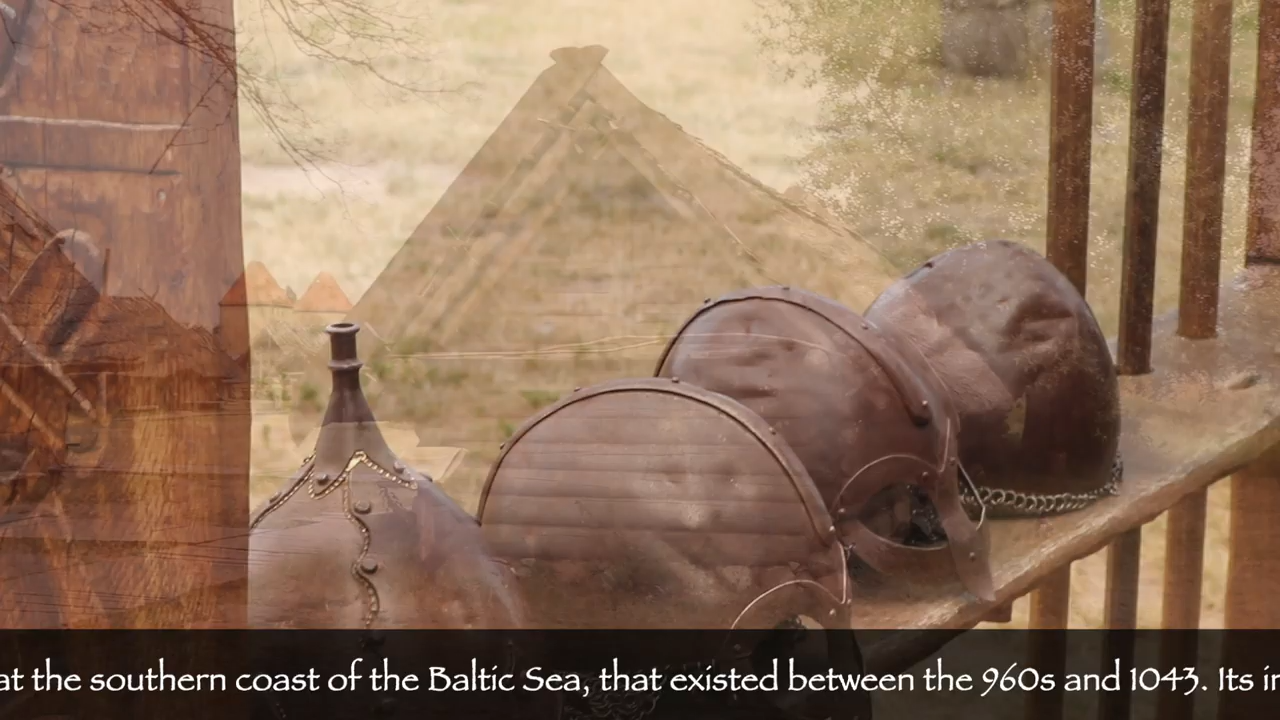 at the southern coast of the Baltic Sea, that existed between the 960s and 1043. Its